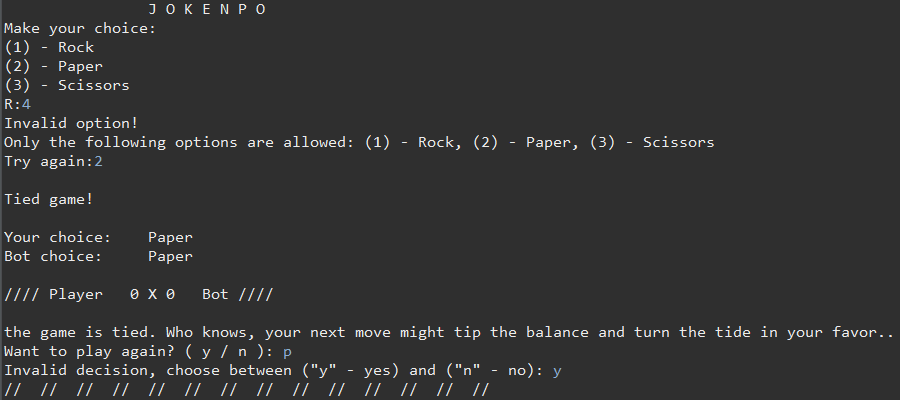 J O K E N P O
Make your choice:
(1) - Rock
(2) - Paper
(3) - Scissors
R:4
Invalid option!
Only the following options are allowed: (1) - Rock, (2) - Paper, (3) - Scissors
Try again:2
Tied game!
Your choice:    Paper
Bot choice:     Paper
//// Player   0 X 0   Bot ////
the game is tied. Who knows, your next move might tip the balance and turn the tide in your favor..
Want to play again? ( y / n ): p
Invalid decision, choose between ("y" - yes) and ("n" - no): y
//  //  //  //  //  //  //  //  //  //  //  //  //  //